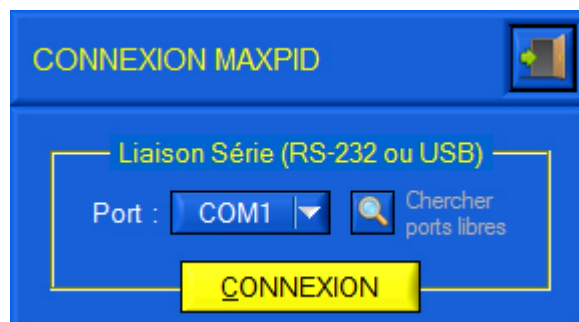 CONNEXION MAXPID
Liaison Série (RS-232 ou USB)
Port : COM1 Chercher
ports libres
CONNEXION